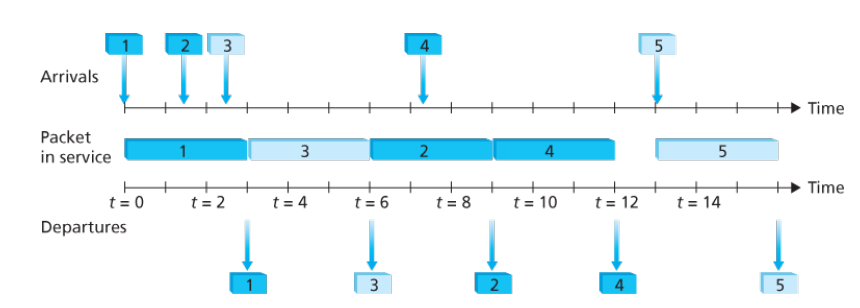 1 2 3 4 5
Arrivals
Time
Packet
in service
1 3 2 4 5
Time
t = 0 t = 2 t = 4 t = 6 t = 8 t = 10 t = 12 t = 14
Departures
1 3 2 4 5